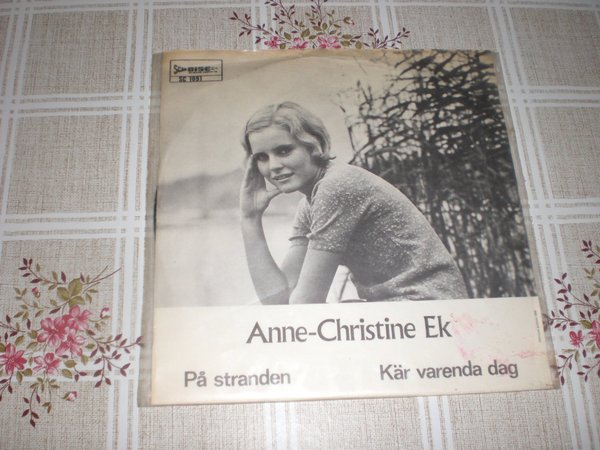 SC 1091
Anne-Christine Ek
På stranden Kär varenda dag